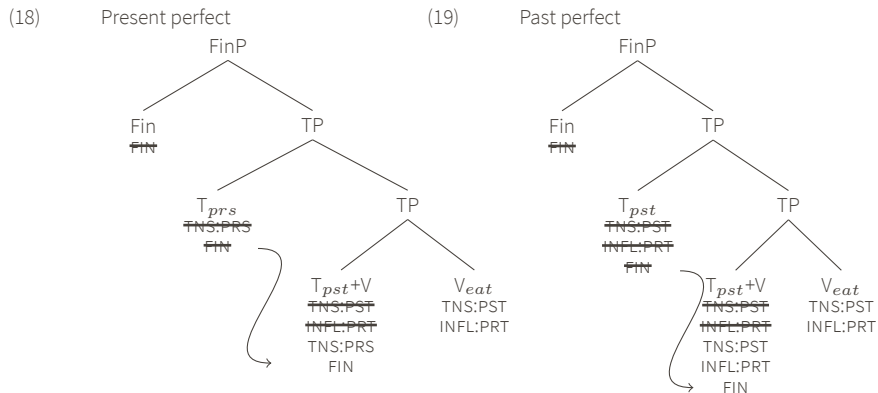 (18) Present perfect
FinP
Fin
FIN
TP
Tprs
TNS:PRS
FIN
TP
Tpst+V
TNS:PST
INFL:PRT
TNS:PRS
FIN
Veat
TNS:PST
INFL:PRT
(19) Past perfect
FinP
Fin
FIN
TP
Tpst
TNS:PST
INFL:PRT
FIN
TP
Tpst+V
TNS:PST
INFL:PRT
TNS:PST
INFL:PRT
FIN
Veat
TNS:PST
INFL:PRT